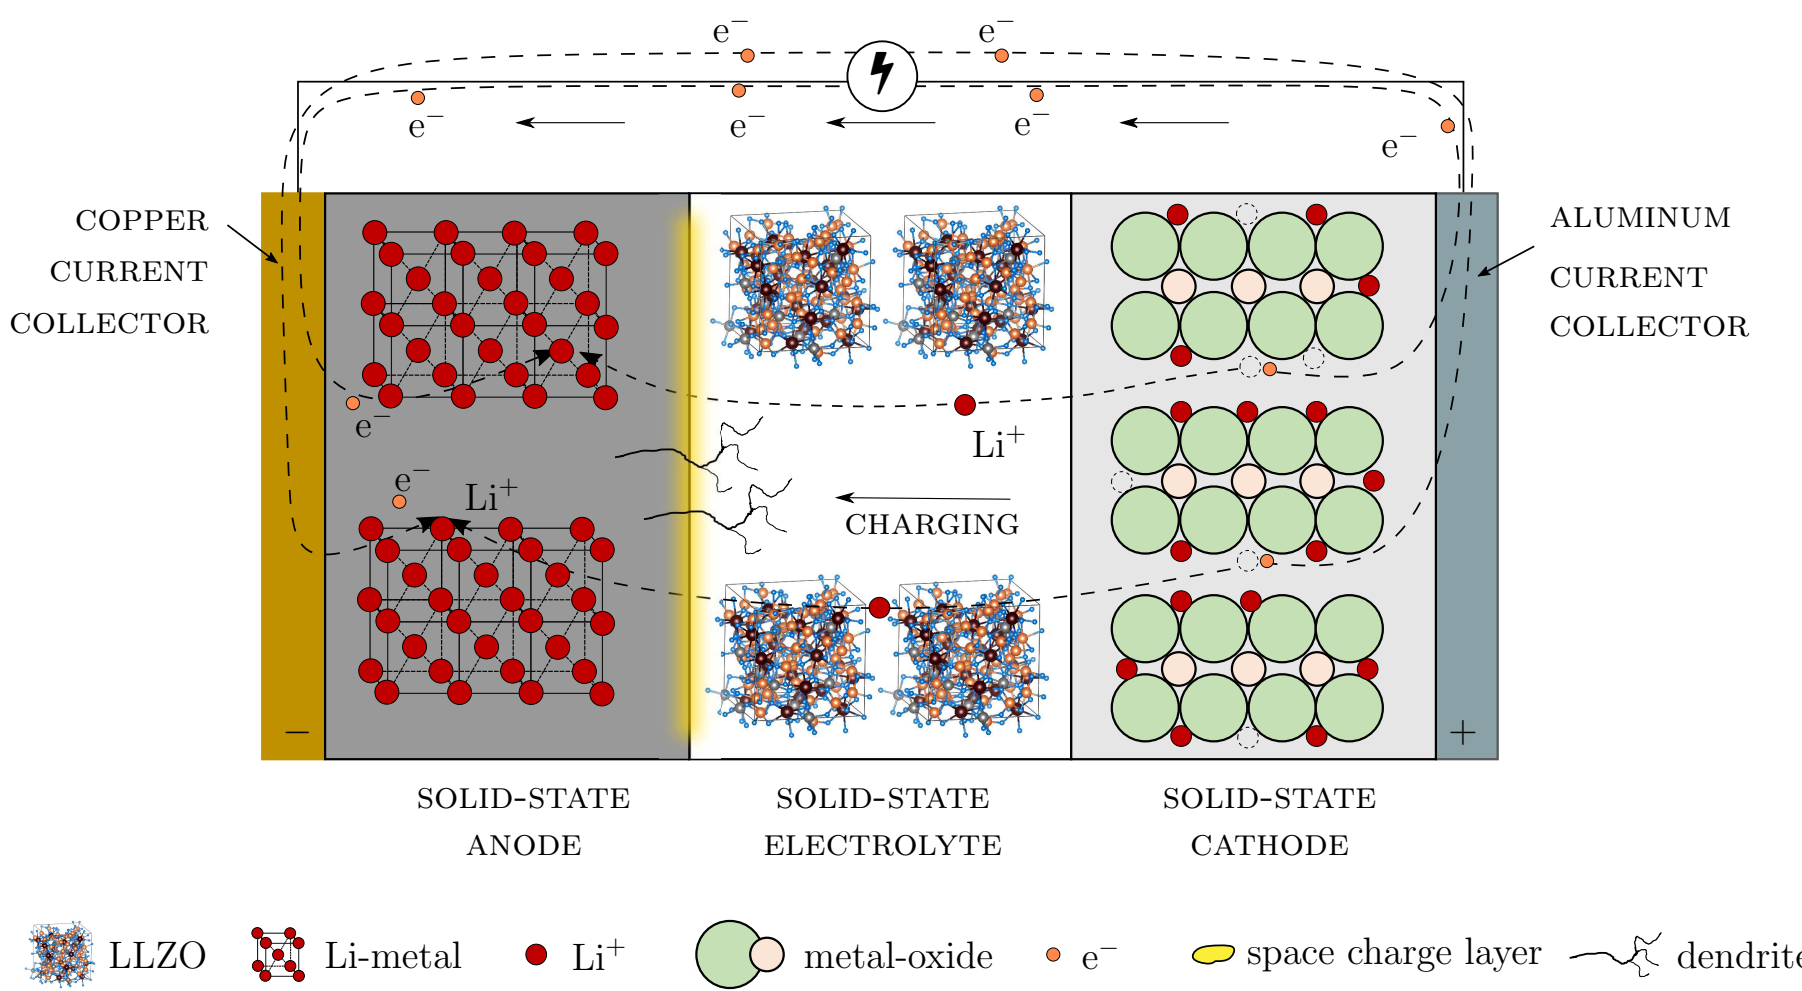 e⁻ e⁻
e⁻ e⁻ e⁻ e⁻
COPPER
CURRENT
COLLECTOR
ALUMINUM
CURRENT
COLLECTOR
e⁻
Li⁺
e⁻ Li⁺
CHARGING
− +
SOLID-STATE
ANODE
SOLID-STATE
ELECTROLYTE
SOLID-STATE
CATHODE
LLZO Li-metal Li⁺ metal-oxide e⁻ space charge layer dendrite